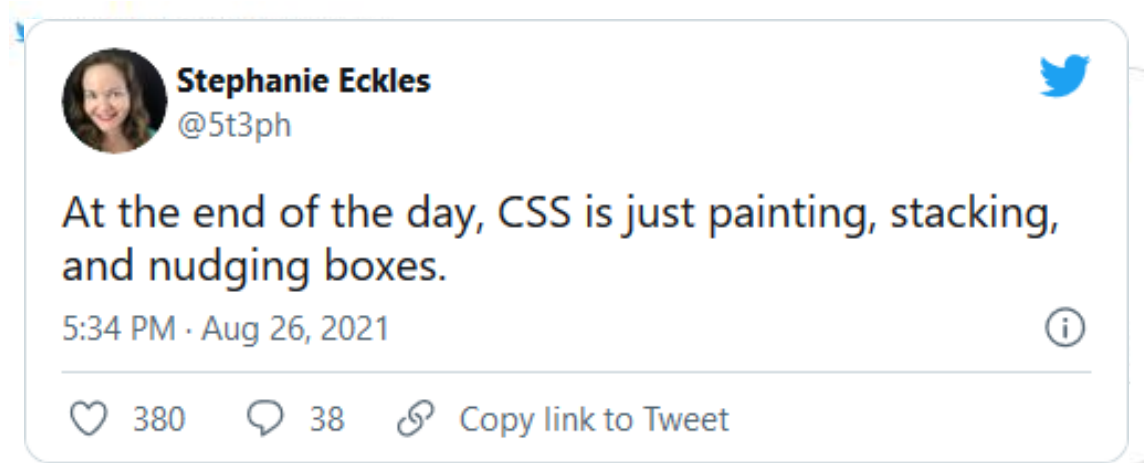 Stephanie Eckles
@5t3ph
At the end of the day, CSS is just painting, stacking,
and nudging boxes.
5:34 PM · Aug 26, 2021
380 38 Copy link to Tweet